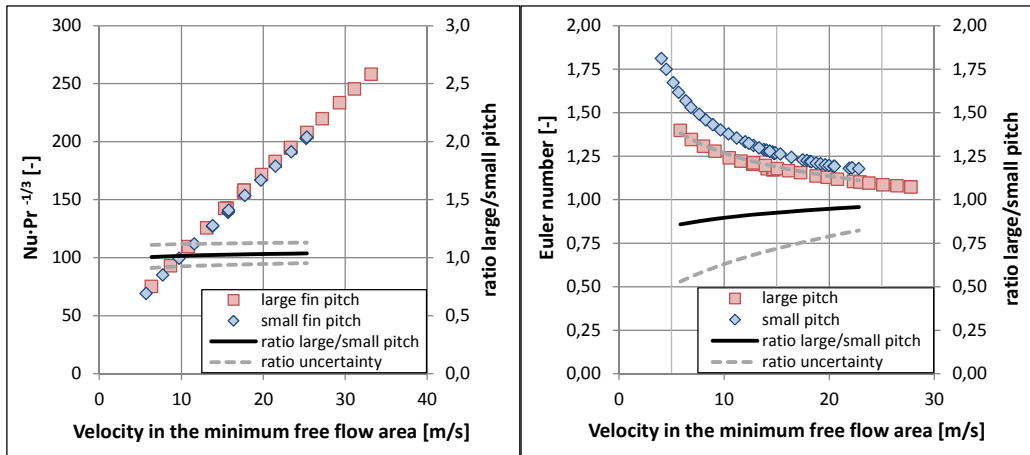 300
250
200
150
100
50
0
3,0
2,5
2,0
1,5
1,0
0,5
0,0
0
10
20
30
40
Nu·Pr -1/3 [-]
ratio large/small pitch
Velocity in the minimum free flow area [m/s]
large fin pitch
small fin pitch
ratio large/small pitch
ratio uncertainty
2,00
1,75
1,50
1,25
1,00
0,75
0,50
0,25
0,00
2,00
1,75
1,50
1,25
1,00
0,75
0,50
0,25
0,00
0
10
20
30
Euler number [-]
ratio large/small pitch
Velocity in the minimum free flow area [m/s]
large pitch
small pitch
ratio large/small pitch
ratio uncertainty